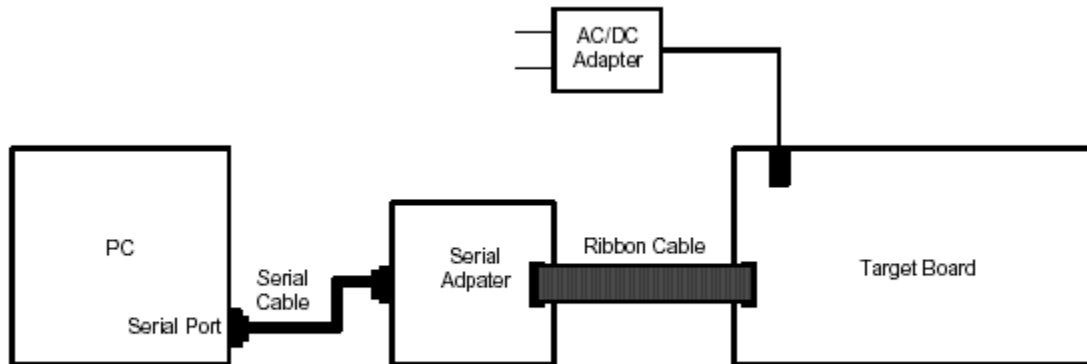 AC/DC
Adapter
PC
Serial
Cable
Serial Port
Serial
Adpater
Ribbon Cable
Target Board